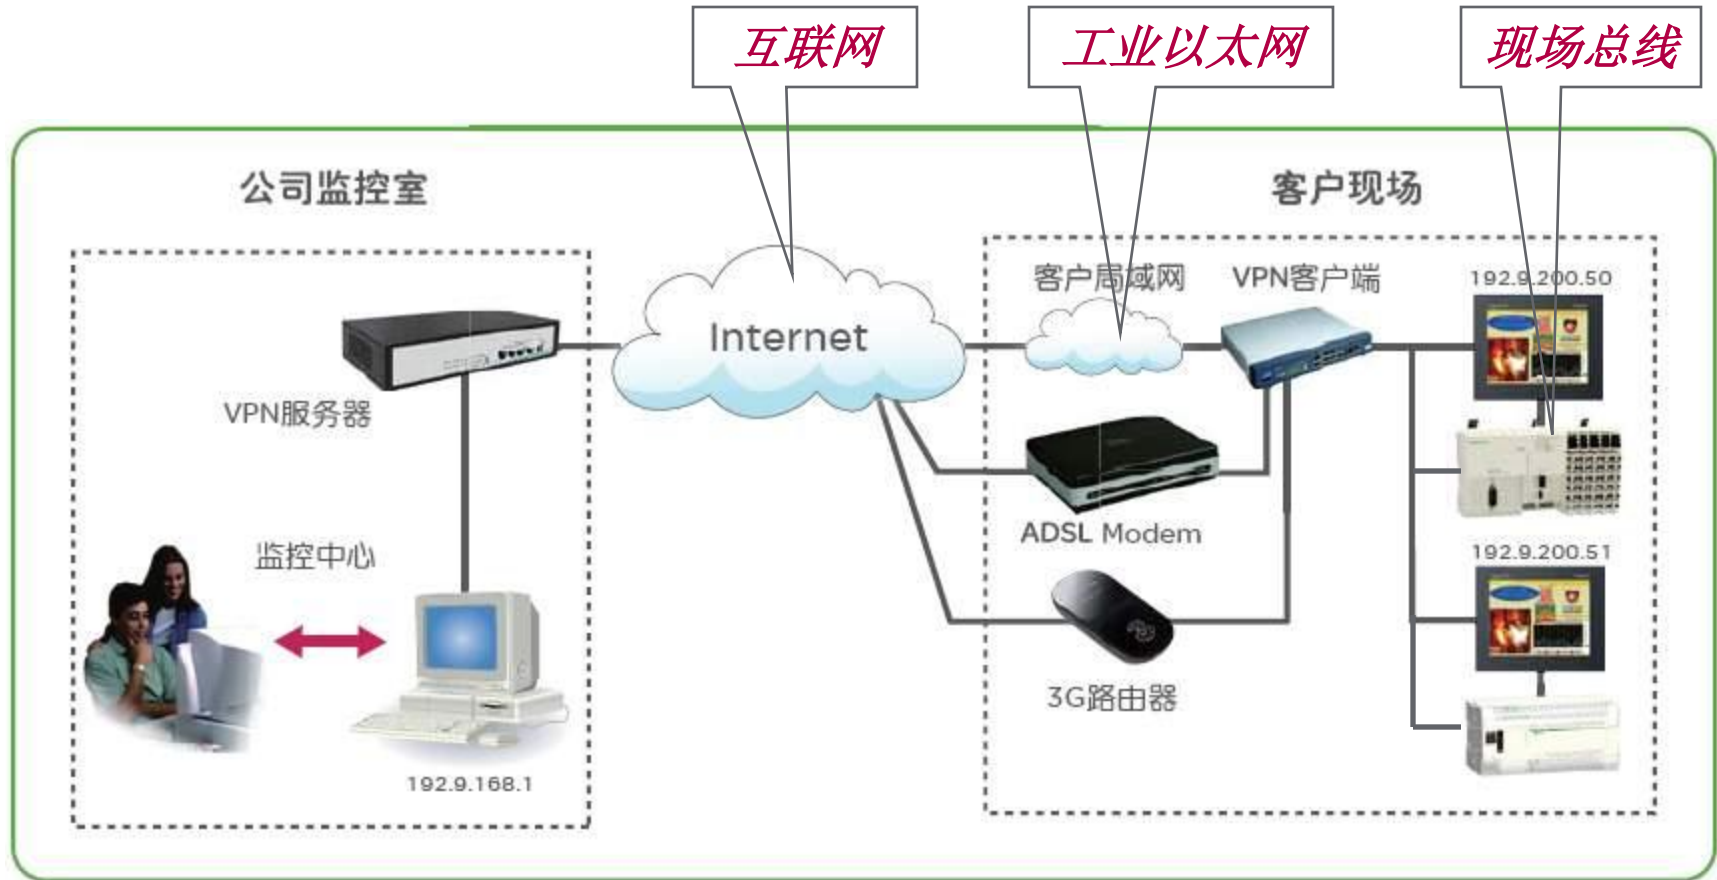 互联网
工业以太网
现场总线
公司监控室
客户现场
客户局域网
VPN客户端
192.9.200.50
Internet
VPN服务器
ADSL Modem
192.9.200.51
监控中心
3G路由器
192.9.168.1